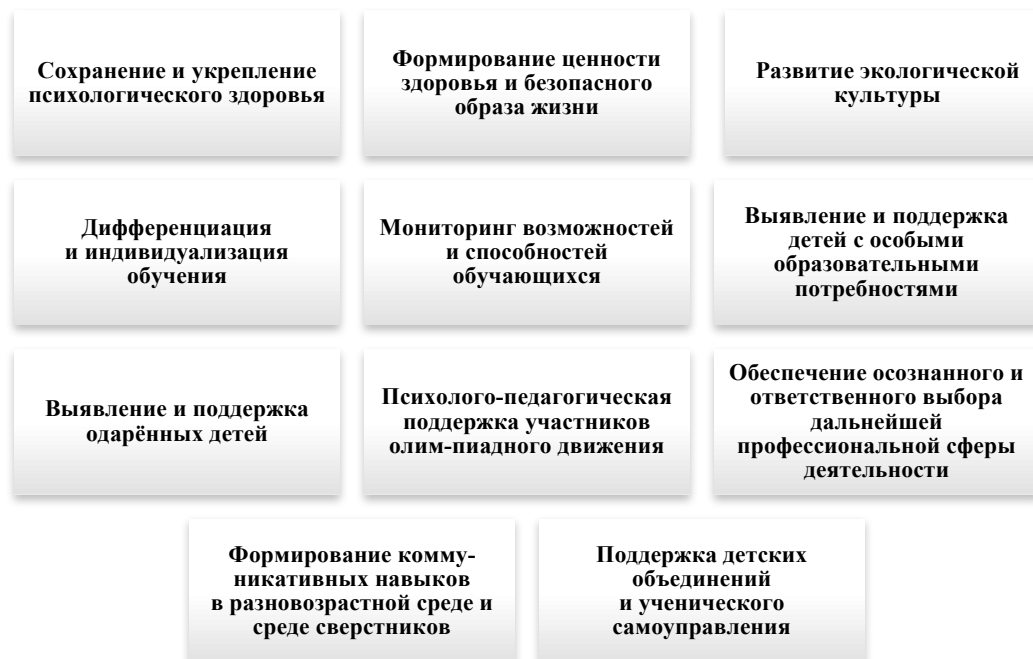 Сохранение и укрепление
психологического здоровья
Формирование ценности
здоровья и безопасного
образа жизни
Развитие экологической
культуры
Дифференциация
и индивидуализация
обучения
Мониторинг возможностей
и способностей
обучающихся
Выявление и поддержка
детей с особыми
образовательными
потребностями
Выявление и поддержка
одарённых детей
Психолого-педагогическая
поддержка участников
олим-пиадного движения
Обеспечение осознанного и
ответственного выбора
дальнейшей
профессиональной сферы
деятельности
Формирование комму-
никативных навыков
в разновозрастной среде и
среде сверстников
Поддержка детских
объединений
и ученического
самоуправления